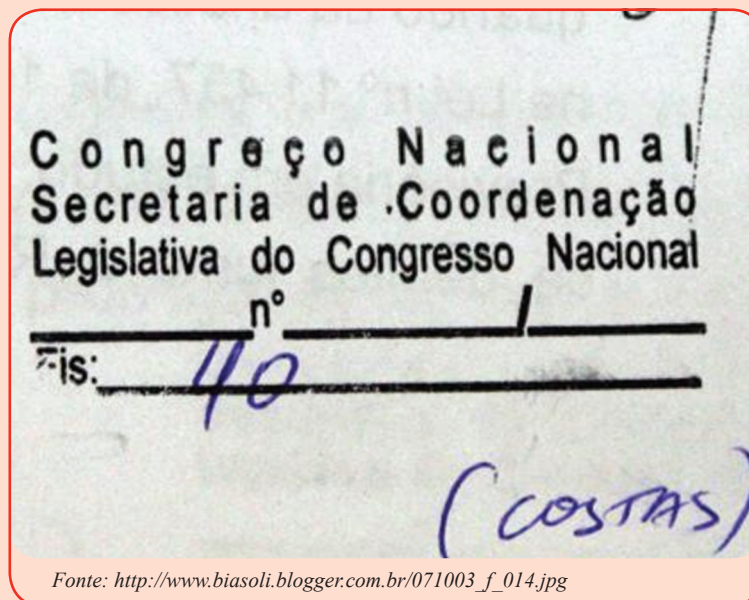 Congreço Nacional
Secretaria de Coordenação
Legislativa do Congresso Nacional
nº /
Fls: 40
(COSTAS)
Fonte: http://www.biasoli.blogger.com.br/071003_f_014.jpg